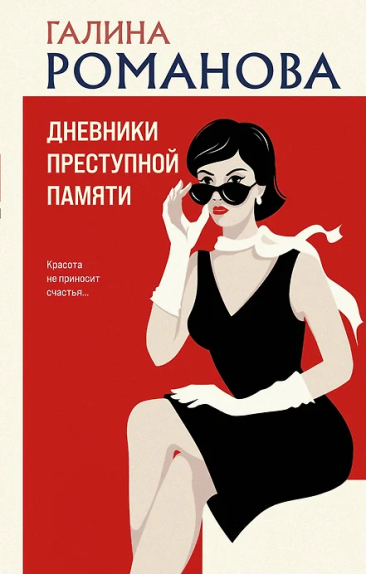 ГАЛИНА
РОМАНОВА
ДНЕВНИКИ
ПРЕСТУПНОЙ
ПАМЯТИ
Красота
не приносит
счастья...